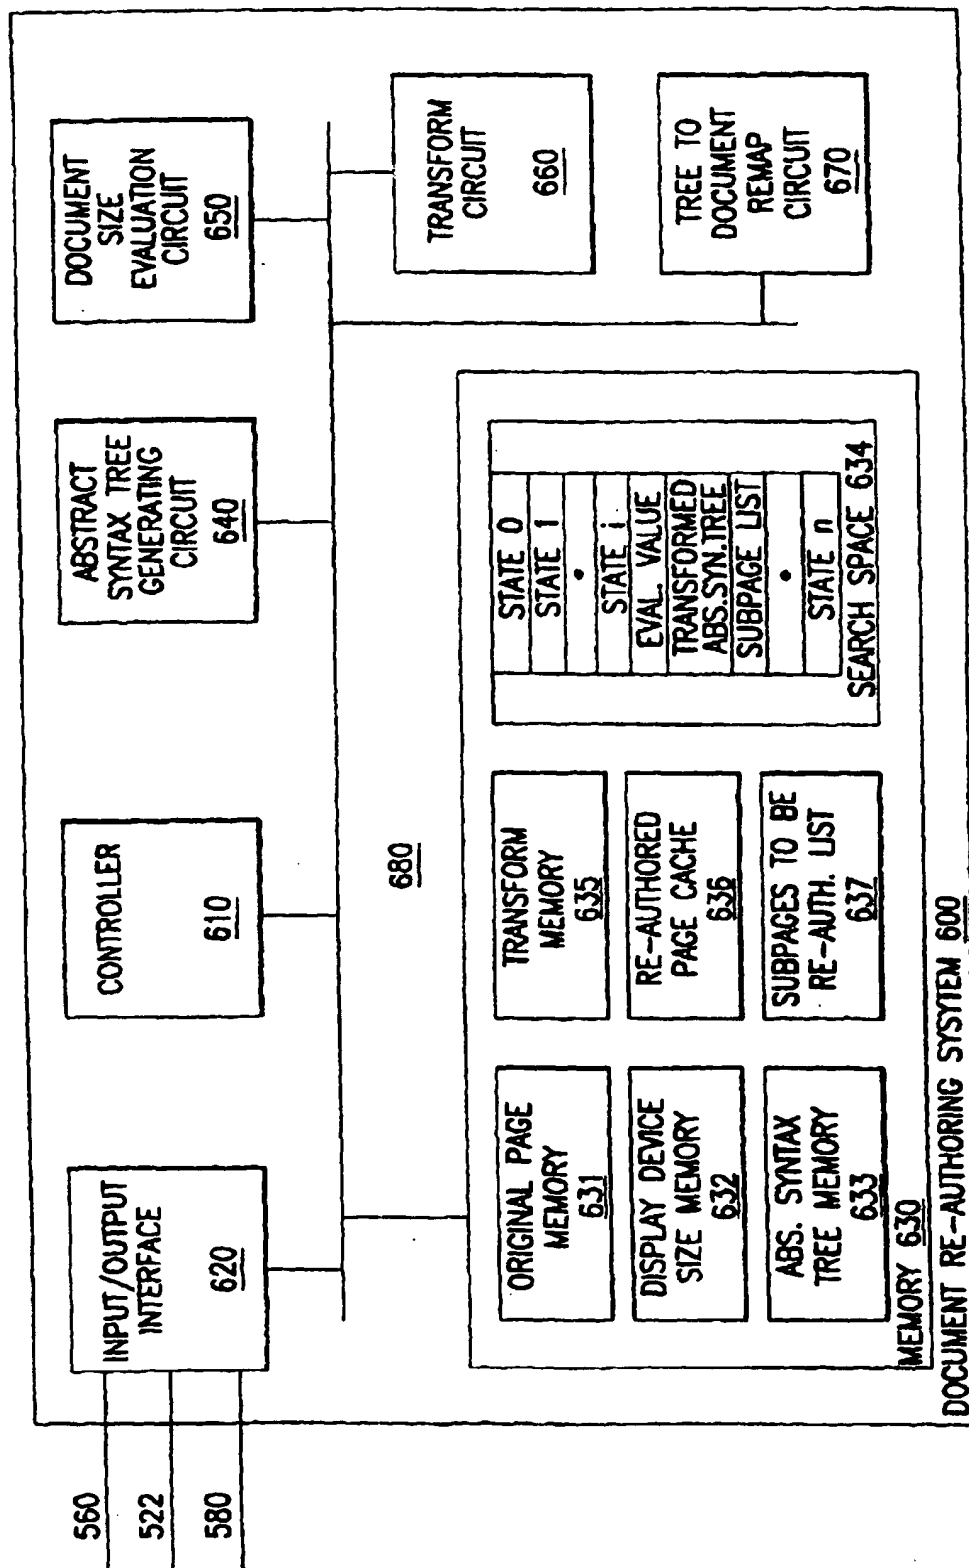 560
522
580
INPUT/OUTPUT
INTERFACE
620
CONTROLLER
610
ABSTRACT
SYNTAX TREE
GENERATING
CIRCUIT
640
DOCUMENT
SIZE
EVALUATION
CIRCUIT
650
680
TRANSFORM
CIRCUIT
660
TREE TO
DOCUMENT
REMAP
CIRCUIT
670
ORIGINAL PAGE
MEMORY
631
DISPLAY DEVICE
SIZE MEMORY
632
ABS. SYNTAX
TREE MEMORY
633
TRANSFORM
MEMORY
635
RE-AUTHORED
PAGE CACHE
636
SUBPAGES TO BE
RE-AUTH. LIST
637
STATE 0
STATE 1
•
STATE i
EVAL. VALUE
TRANSFORMED
ABS.SYN.TREE
SUBPAGE LIST
•
STATE n
SEARCH SPACE 634
MEMORY 630
DOCUMENT RE-AUTHORING SYSYTEM 600